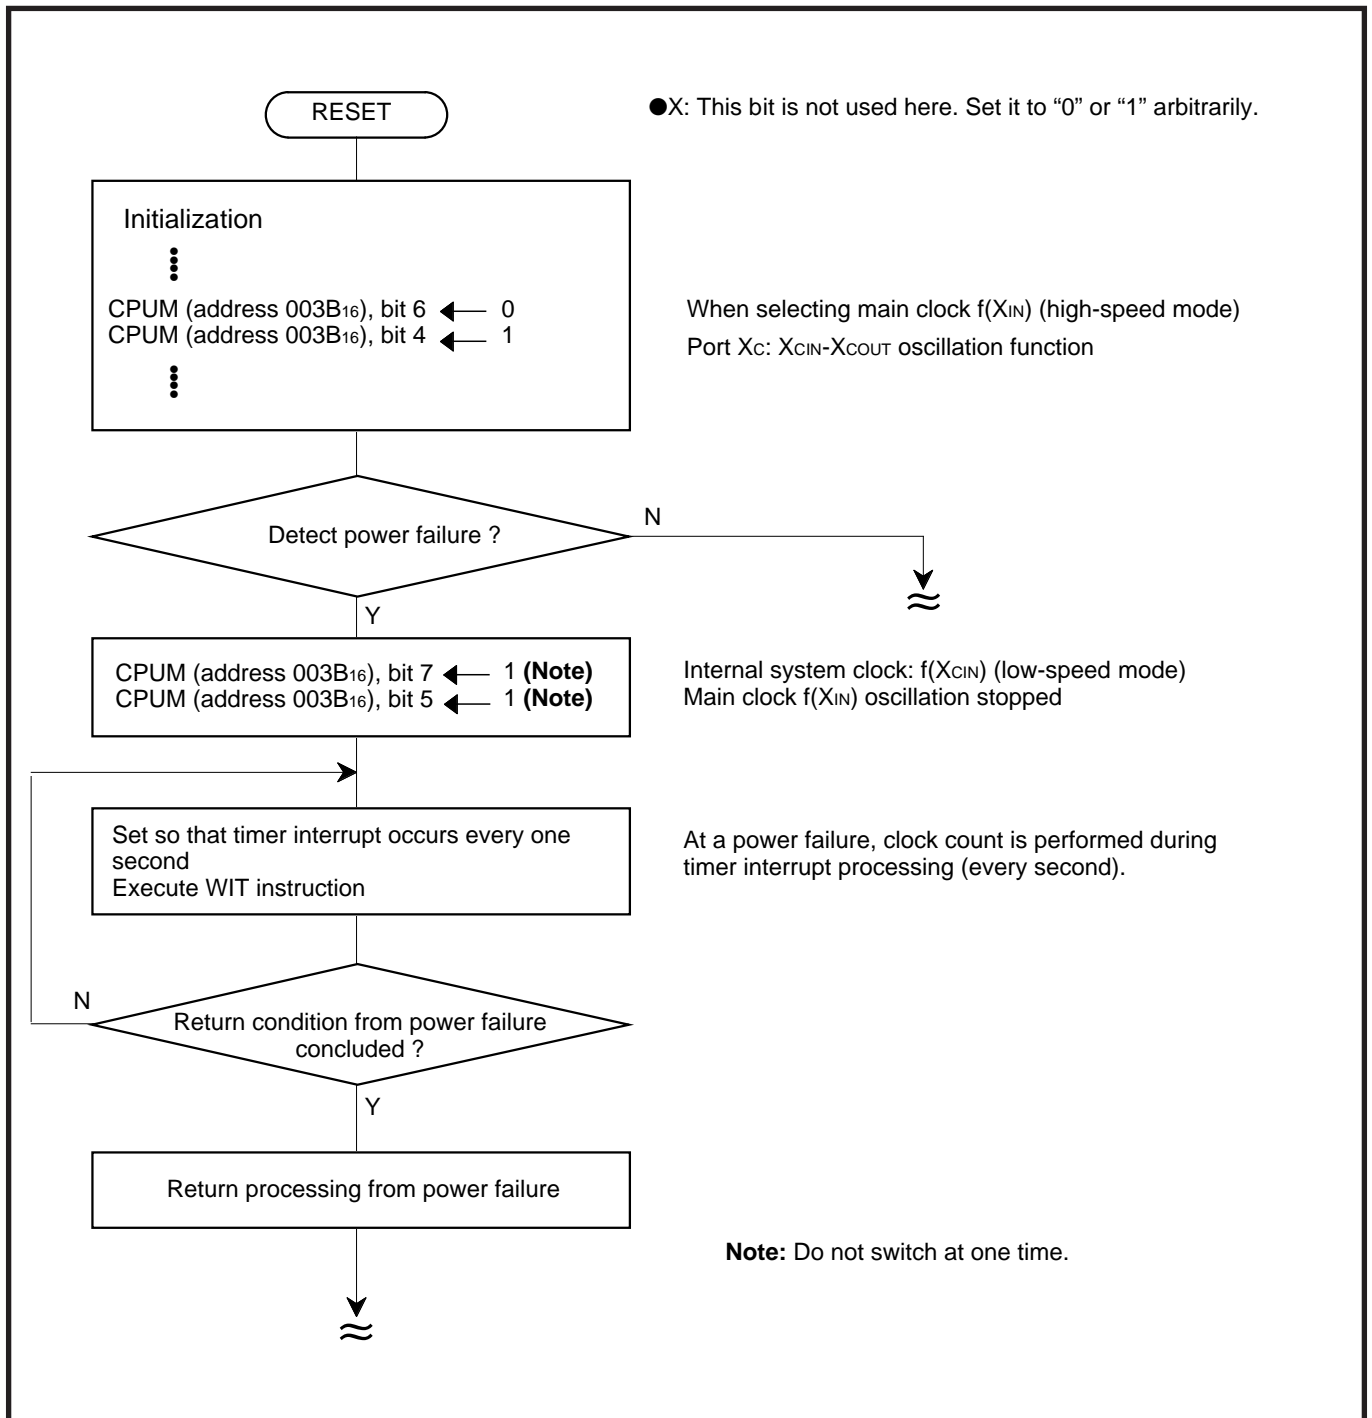 RESET
●X: This bit is not used here. Set it to “0” or “1” arbitrarily.
Initialization
CPUM (address 003B16), bit 6 ← 0
When selecting main clock f(XIN) (high-speed mode)
CPUM (address 003B16), bit 4 ← 1
Port XC: XCIN-XCOUT oscillation function
Detect power failure ?
N
Y
CPUM (address 003B16), bit 7 ← 1 (Note)
Internal system clock: f(XCIN) (low-speed mode)
CPUM (address 003B16), bit 5 ← 1 (Note)
Main clock f(XIN) oscillation stopped
Set so that timer interrupt occurs every one
second
Execute WIT instruction
At a power failure, clock count is performed during
timer interrupt processing (every second).
N
Return condition from power failure
concluded ?
Y
Return processing from power failure
Note: Do not switch at one time.